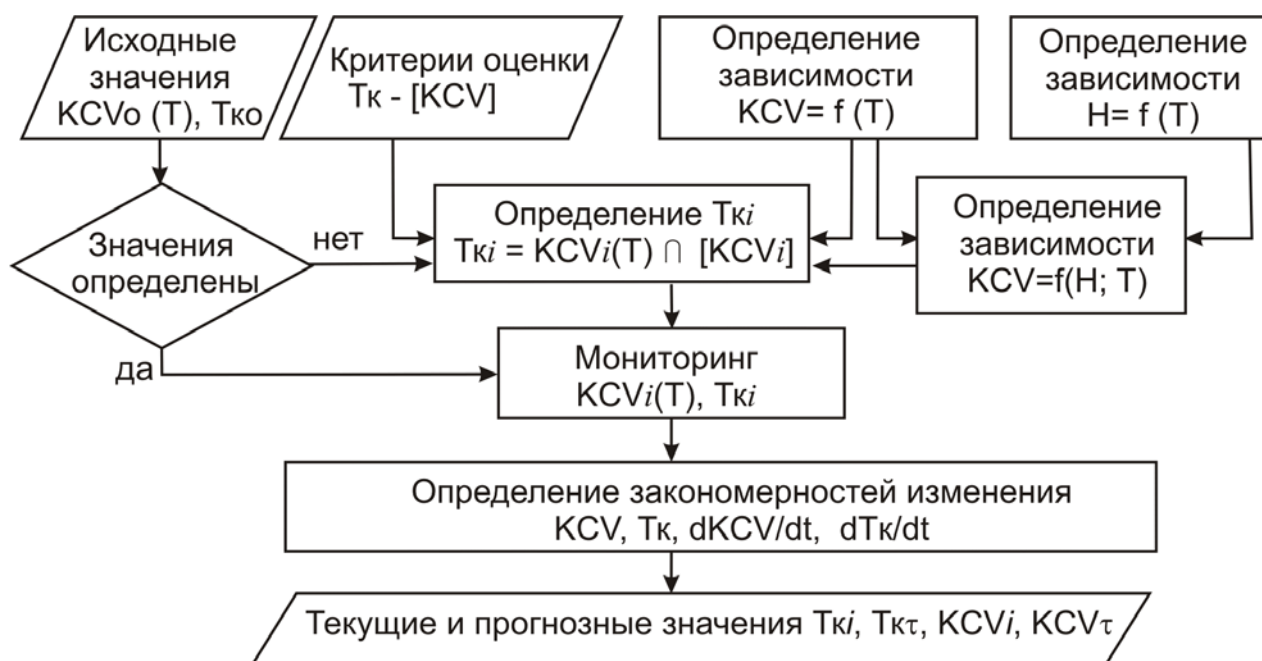 Исходные
значения
KCVo (T), Тко
Критерии оценки
Тк - [KCV]
Определение
зависимости
KCV= f (T)
Определение
зависимости
H= f (T)
Значения
определены
нет
да
Определение Ткi
Ткi = KCVi(T) ∩ [KCVi]
Определение
зависимости
KCV=f(H; T)
Мониторинг
KCVi(T), Ткi
Определение закономерностей изменения
KCV, Тк, dKCV/dt, dTк/dt
Текущие и прогнозные значения Ткi, Ткτ, KCVi, KCVτ